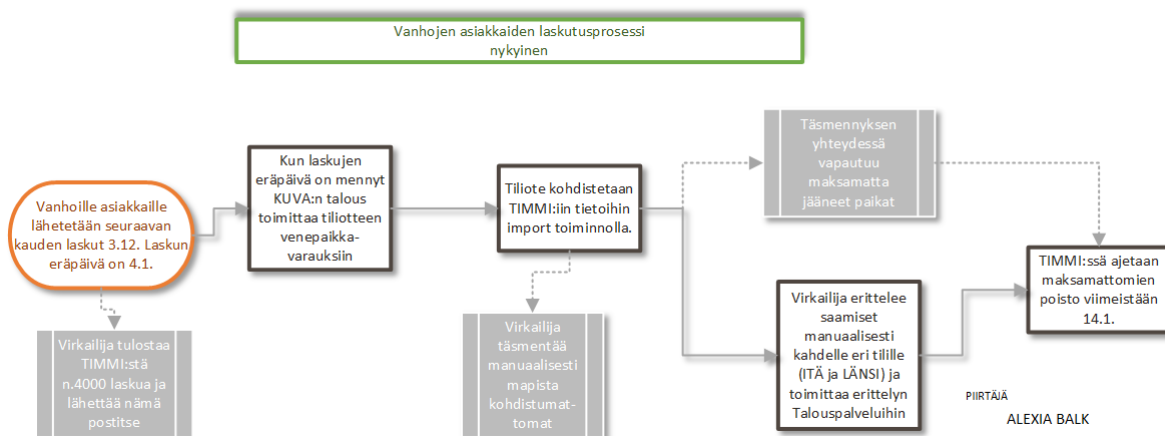 Vanhojen asiakkaiden laskutusprosessi
nykyinen
Vanhoille asiakkaille
lähetetään seuraavan
kauden laskut 3.12. Laskun
eräpäivä on 4.1.
Virkailija tulostaa
TIMMI:stä
n.4000 laskua ja
lähettää nämä
postitse
Kun laskujen
eräpäivä on mennyt
KUVA:n talous
toimittaa tiliotteen
venepaikka-
varauksiin
Tiliote kohdistetaan
TIMMI:iin tietoihin
import toiminnolla.
Virkailija
täsmentää
manuaalisesti
mapista
kohdistumat-
tomat
Täsmennyksen
yhteydessä
vapautuu
maksamatta
jääneet paikat
Virkailija erittelee
saamiset
manuaalisesti
kahdelle eri tilille
(ITÄ ja LÄNSI) ja
toimittaa erittelyn
Talouspalveluihin
TIMMI:ssä ajetaan
maksamattomien
poisto viimeistään
14.1.
PIIRTÄJÄ
ALEXIA BALK